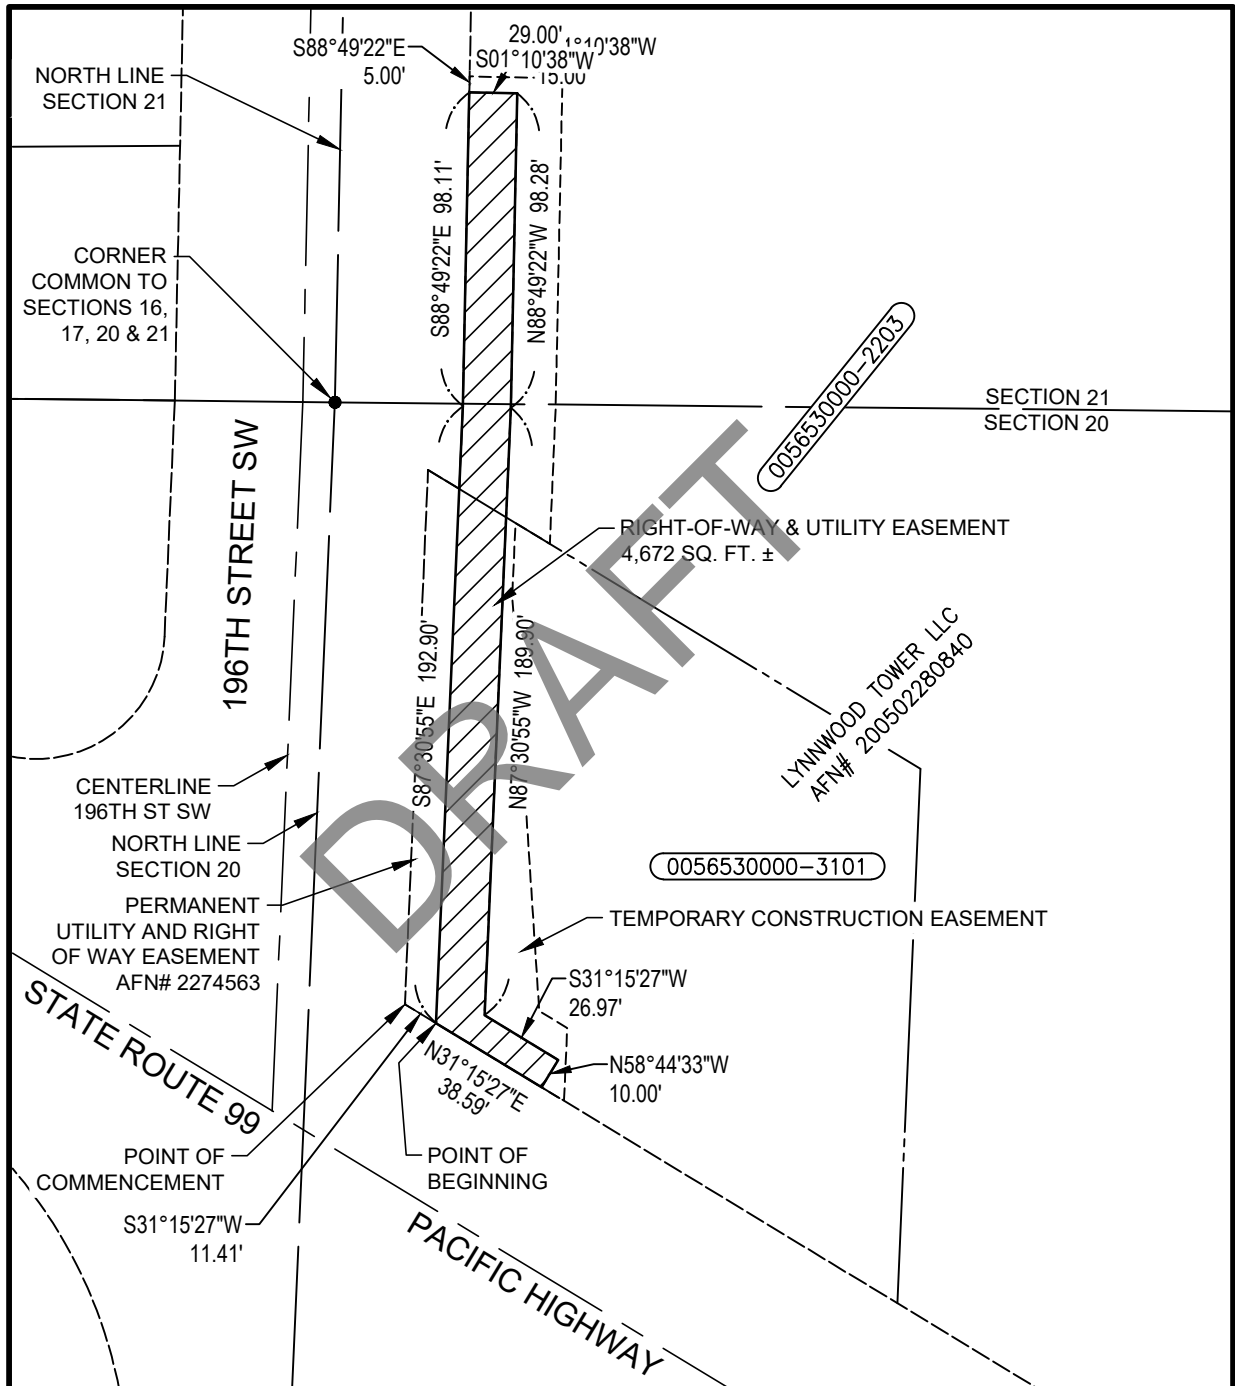 29.00'
S88°49'22"E
5.00'
S01°10'38"W
1°10'38"W
15.00'
NORTH LINE
SECTION 21
S88°49'22"E 98.11'
N88°49'22"W 98.28'
CORNER
COMMON TO
SECTIONS 16,
17, 20 & 21
0056530000-2203
SECTION 21
SECTION 20
196TH STREET SW
RIGHT-OF-WAY & UTILITY EASEMENT
4,672 SQ. FT. ±
DRAFT
S87°30'55"E 192.90'
N87°30'55"W 189.90'
LYNNWOOD TOWER LLC
AFN# 200502280840
CENTERLINE
196TH ST SW
NORTH LINE
SECTION 20
0056530000-3101
PERMANENT
UTILITY AND RIGHT
OF WAY EASEMENT
AFN# 2274563
TEMPORARY CONSTRUCTION EASEMENT
S31°15'27"W
26.97'
STATE ROUTE 99
N31°15'27"E
38.59'
N58°44'33"W
10.00'
POINT OF
COMMENCEMENT
POINT OF
BEGINNING
S31°15'27"W
11.41'
PACIFIC HIGHWAY